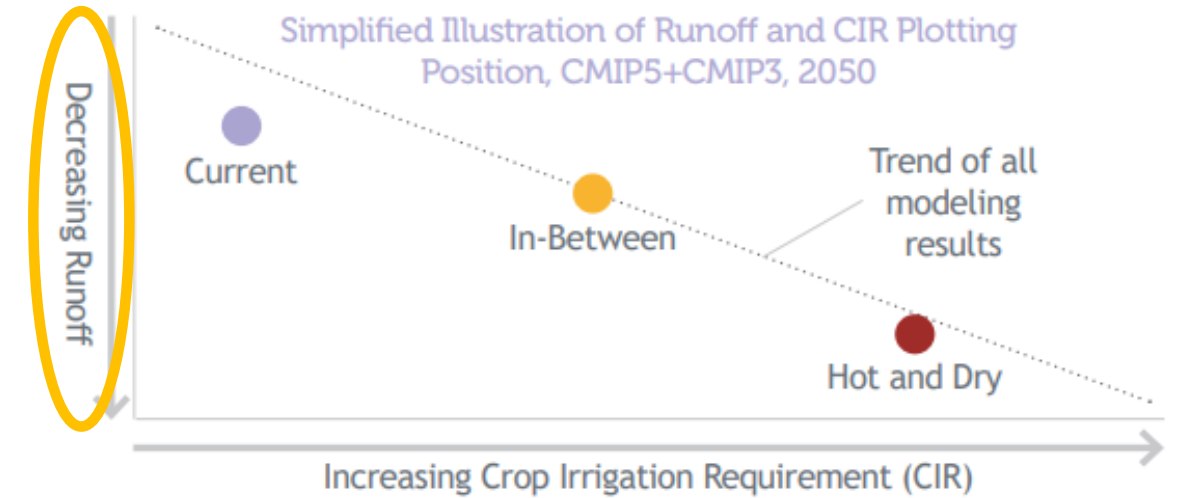 Simplified Illustration of Runoff and CIR Plotting
Position, CMIP5+CMIP3, 2050
Decreasing Runoff
Current
In-Between
Trend of all
modeling
results
Hot and Dry
Increasing Crop Irrigation Requirement (CIR)